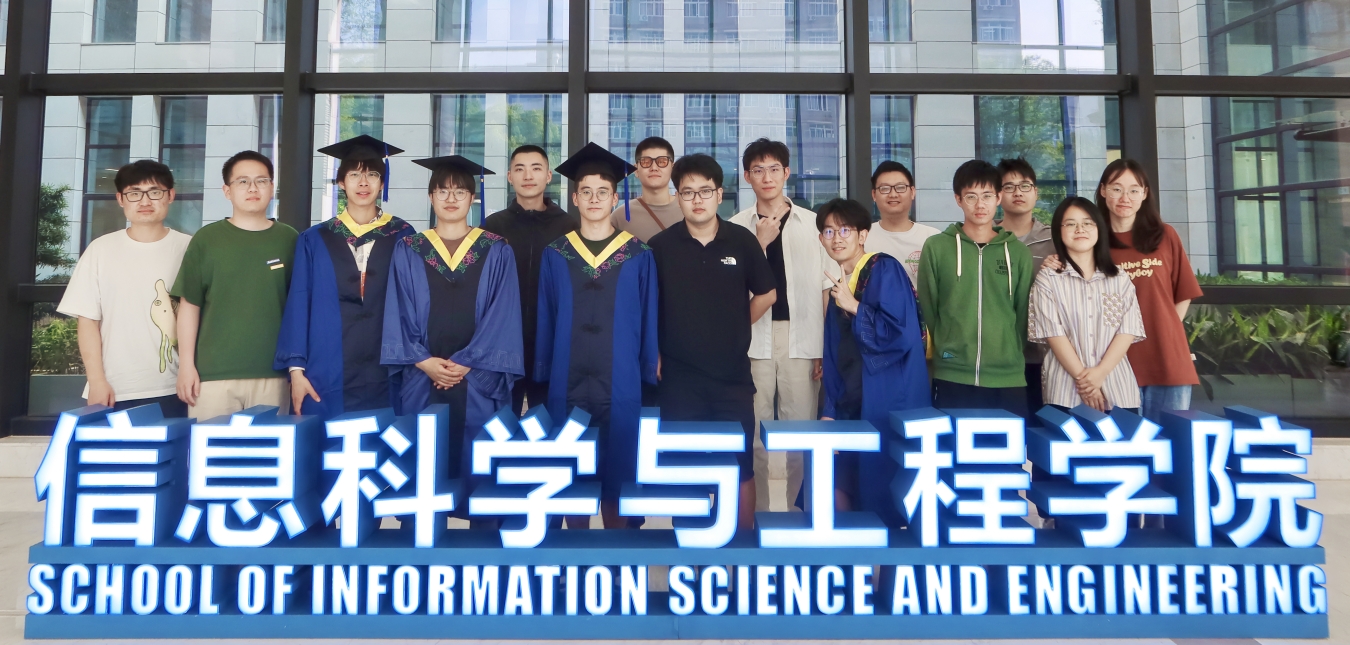 信息科学与工程学院
SCHOOL OF INFORMATION SCIENCE AND ENGINEERING